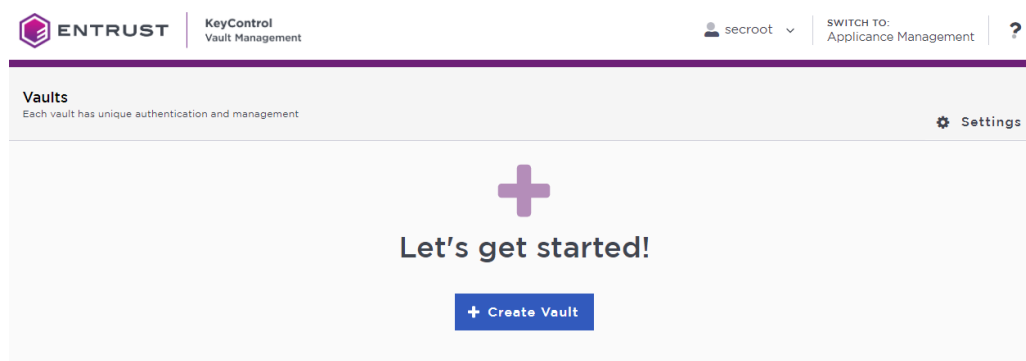 ENTRUST
KeyControl
Vault Management
secroot
SWITCH TO:
Applicance Management
?
Vaults
Each vault has unique authentication and management
Settings
Let's get started!
+ Create Vault